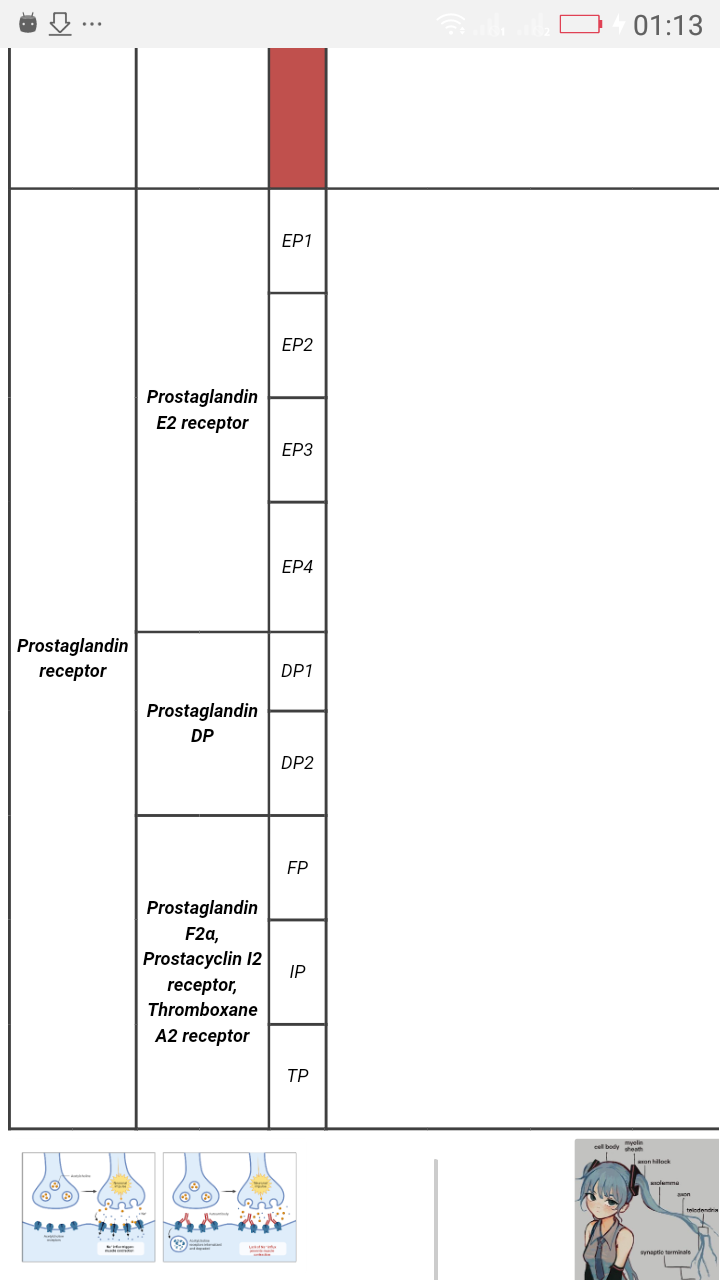 01:13
EP1
EP2
Prostaglandin
E2 receptor
EP3
EP4
Prostaglandin
receptor
DP1
Prostaglandin
DP
DP2
FP
Prostaglandin
F2α,
Prostacyclin I2
receptor,
Thromboxane
A2 receptor
IP
TP
cell body
myelin
sheath
axon hillock
axolemma
axon
telodendria
synaptic terminals